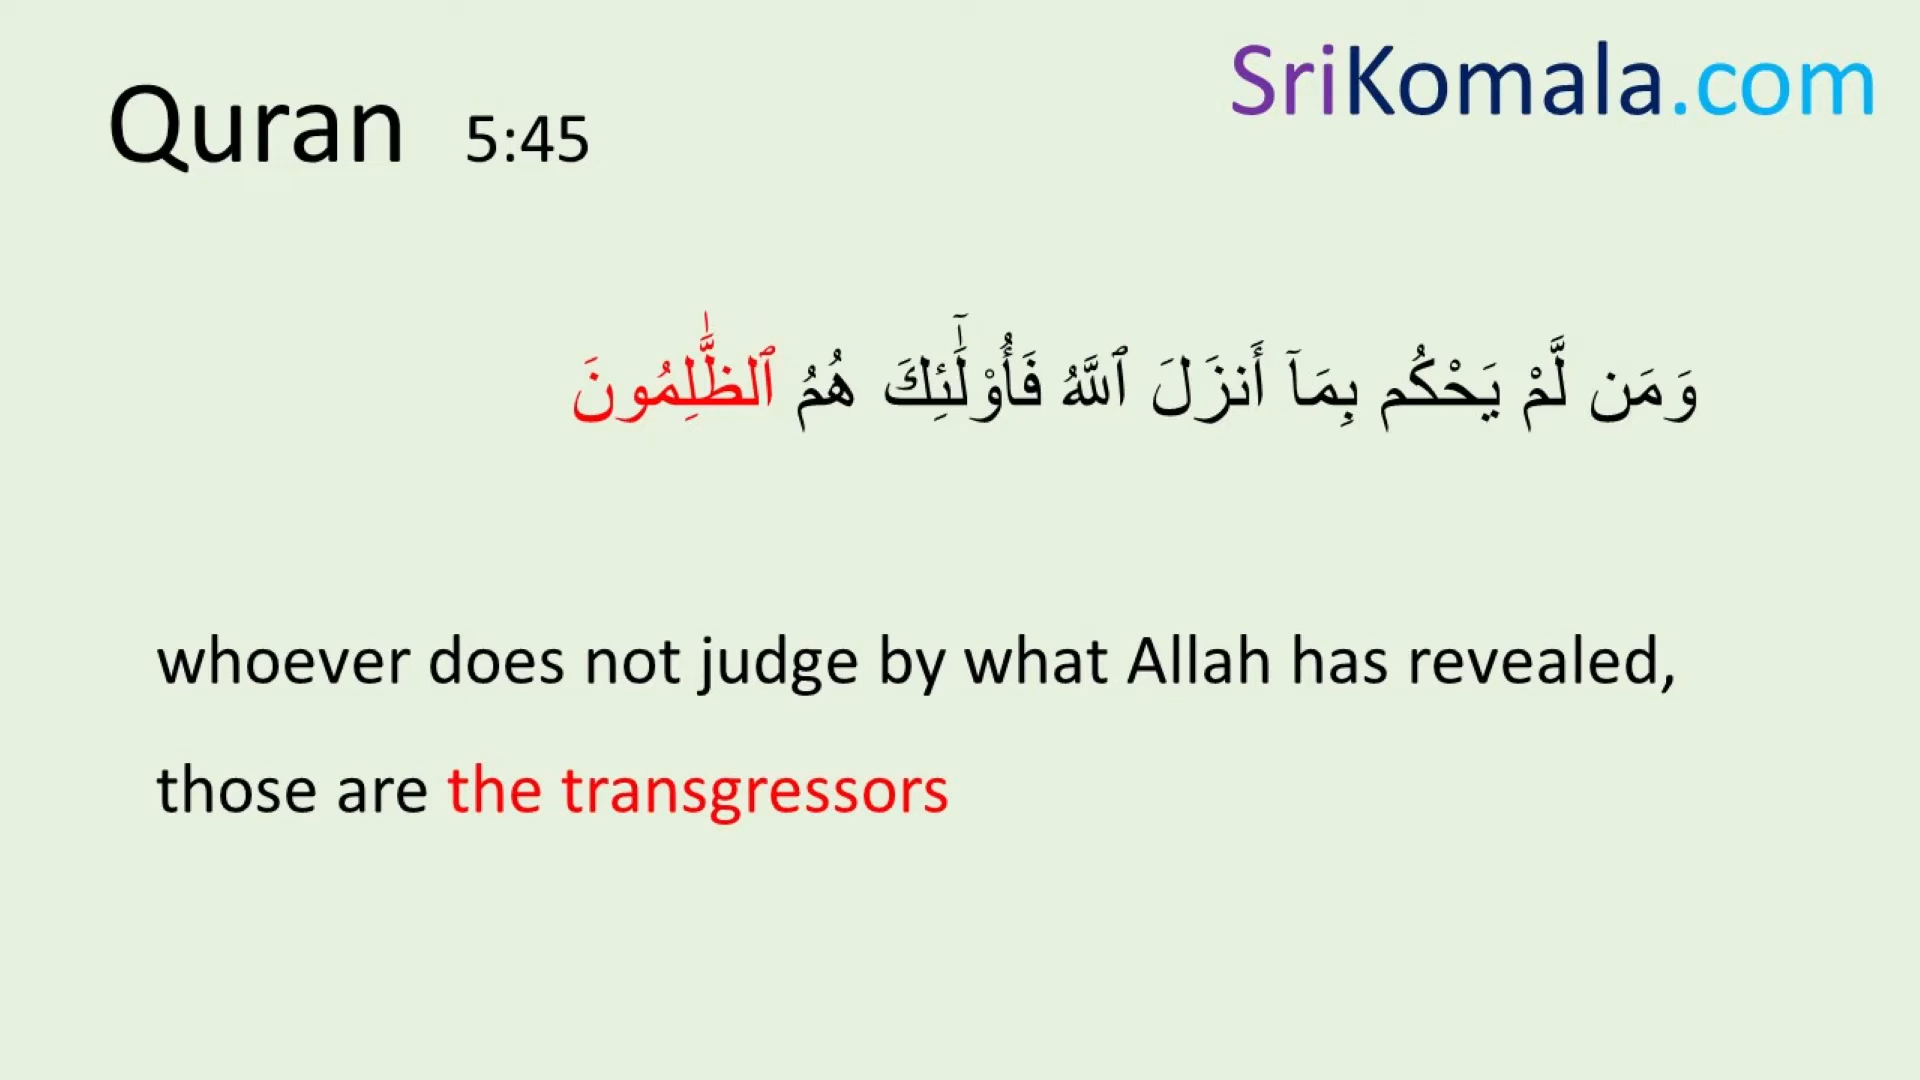 SriKomala.com
Quran 5:45
وَمَن لَّمْ يَحْكُم بِمَآ أَنزَلَ ٱللَّهُ فَأُو۟لَٰٓئِكَ هُمُ ٱلظَّٰلِمُونَ
whoever does not judge by what Allah has revealed,
those are the transgressors